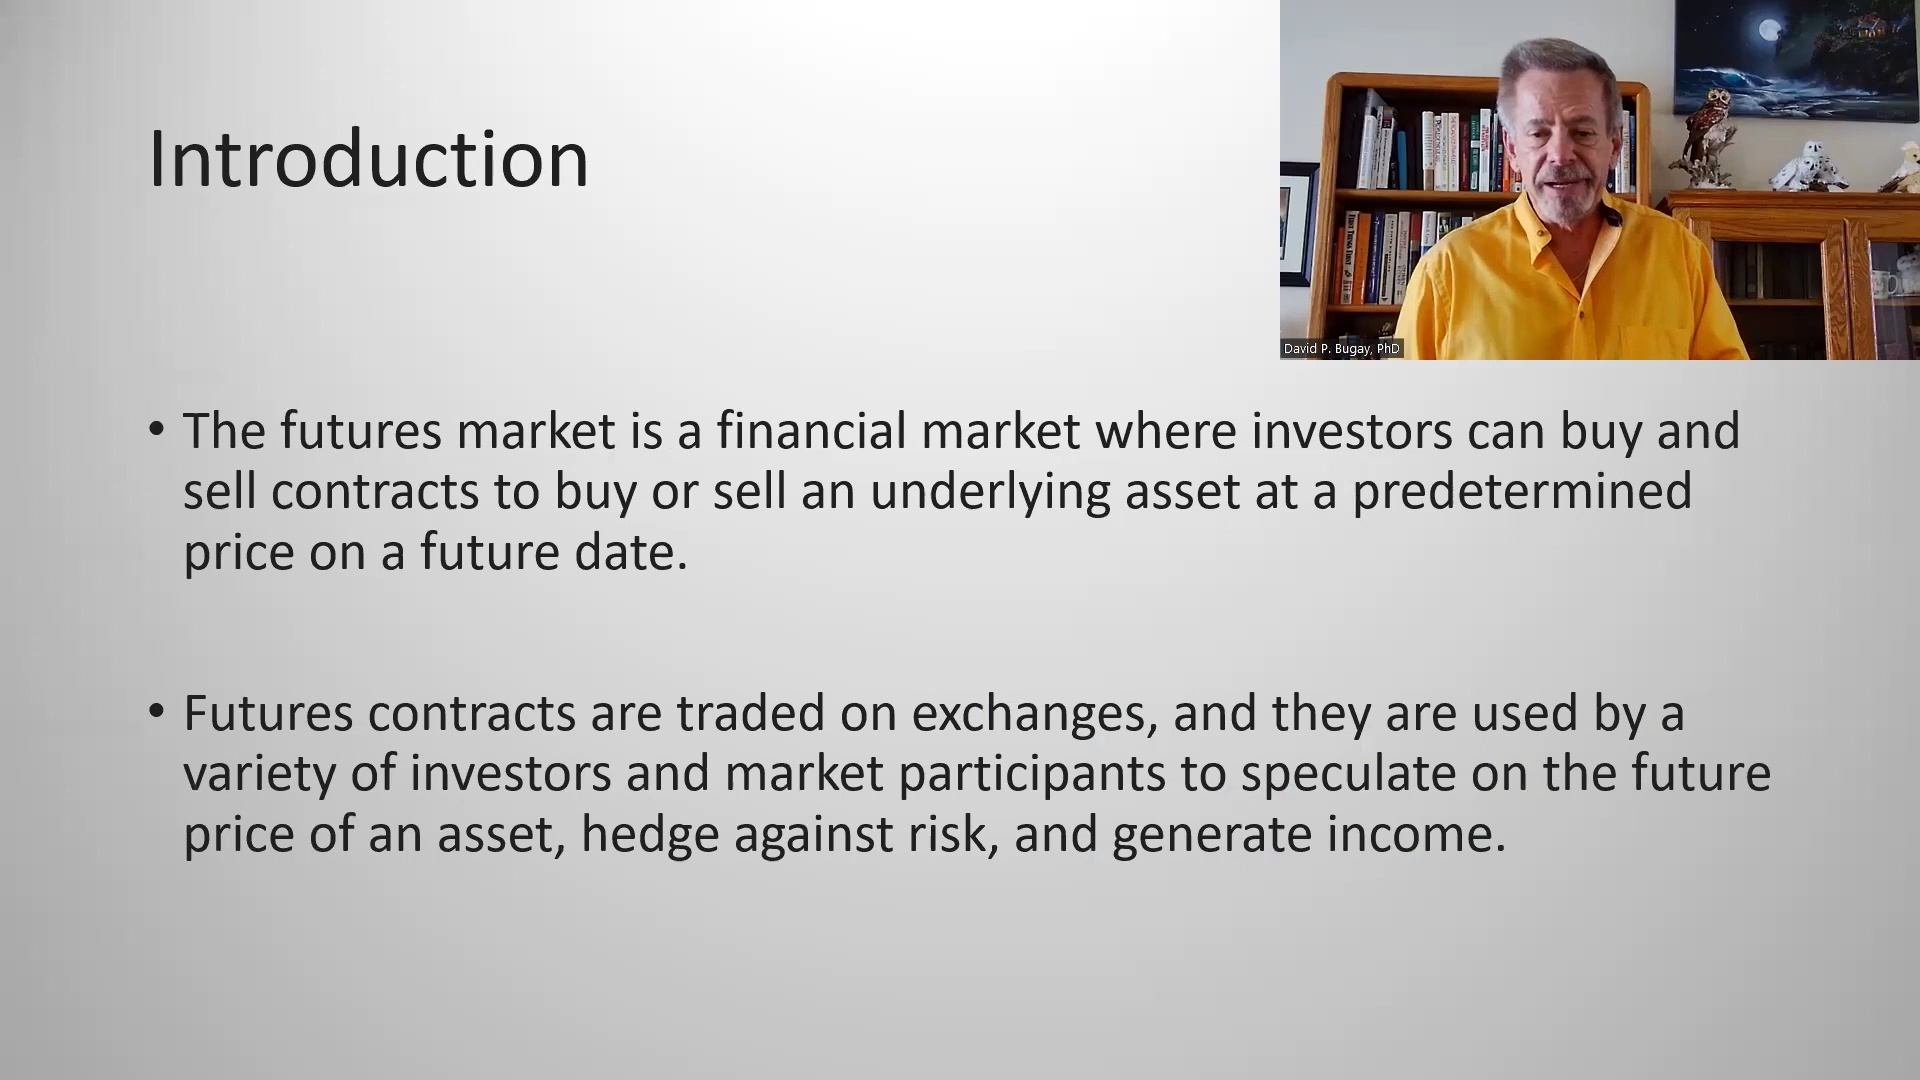 Introduction
David P. Bugay, PhD
• The futures market is a financial market where investors can buy and
sell contracts to buy or sell an underlying asset at a predetermined
price on a future date.
• Futures contracts are traded on exchanges, and they are used by a
variety of investors and market participants to speculate on the future
price of an asset, hedge against risk, and generate income.